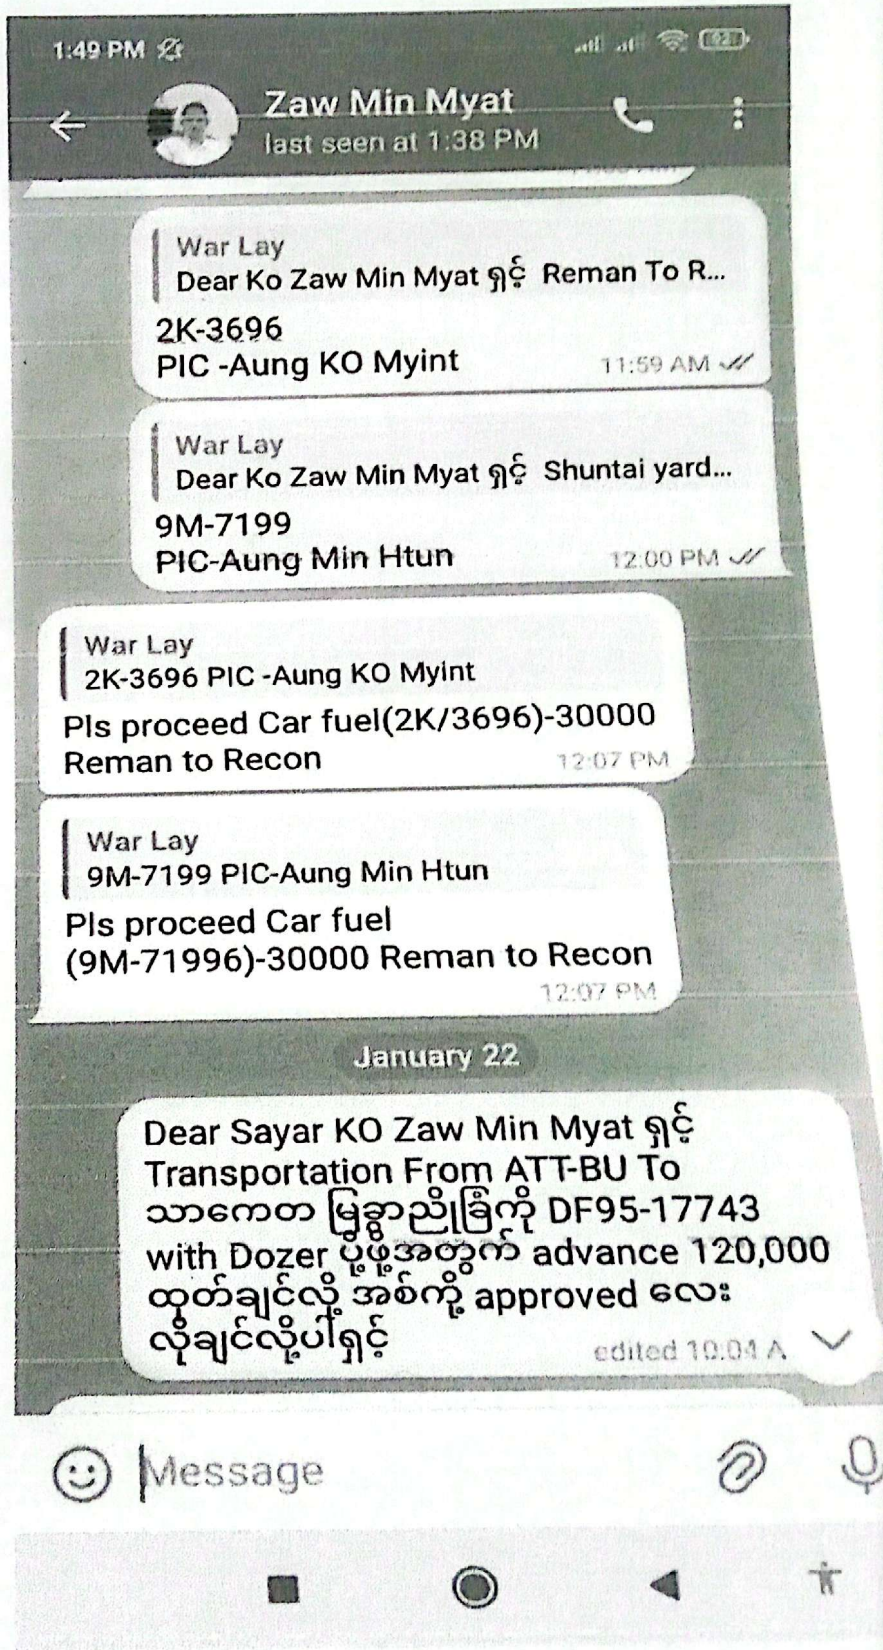 1:49 PM
92
Zaw Min Myat
last seen at 1:38 PM
War Lay
Dear Ko Zaw Min Myat ရှင့် Reman To R...
2K-3696
PIC -Aung KO Myint
11:59 AM
War Lay
Dear Ko Zaw Min Myat ရှင့် Shuntai yard...
9M-7199
PIC-Aung Min Htun
12:00 PM
War Lay
2K-3696 PIC -Aung KO Myint
Pls proceed Car fuel(2K/3696)-30000
Reman to Recon
12:07 PM
War Lay
9M-7199 PIC-Aung Min Htun
Pls proceed Car fuel
(9M-71996)-30000 Reman to Recon
12:07 PM
January 22
Dear Sayar KO Zaw Min Myat ရှင့်
Transportation From ATT-BU To
သာကေတ မြခွာညိုခြံကို DF95-17743
with Dozer ပို့ဖို့အတွက် advance 120,000
ထုတ်ချင်လို့ အစ်ကို့ approved လေး
လိုချင်လို့ပါရှင့်
edited 10:04 A
Message